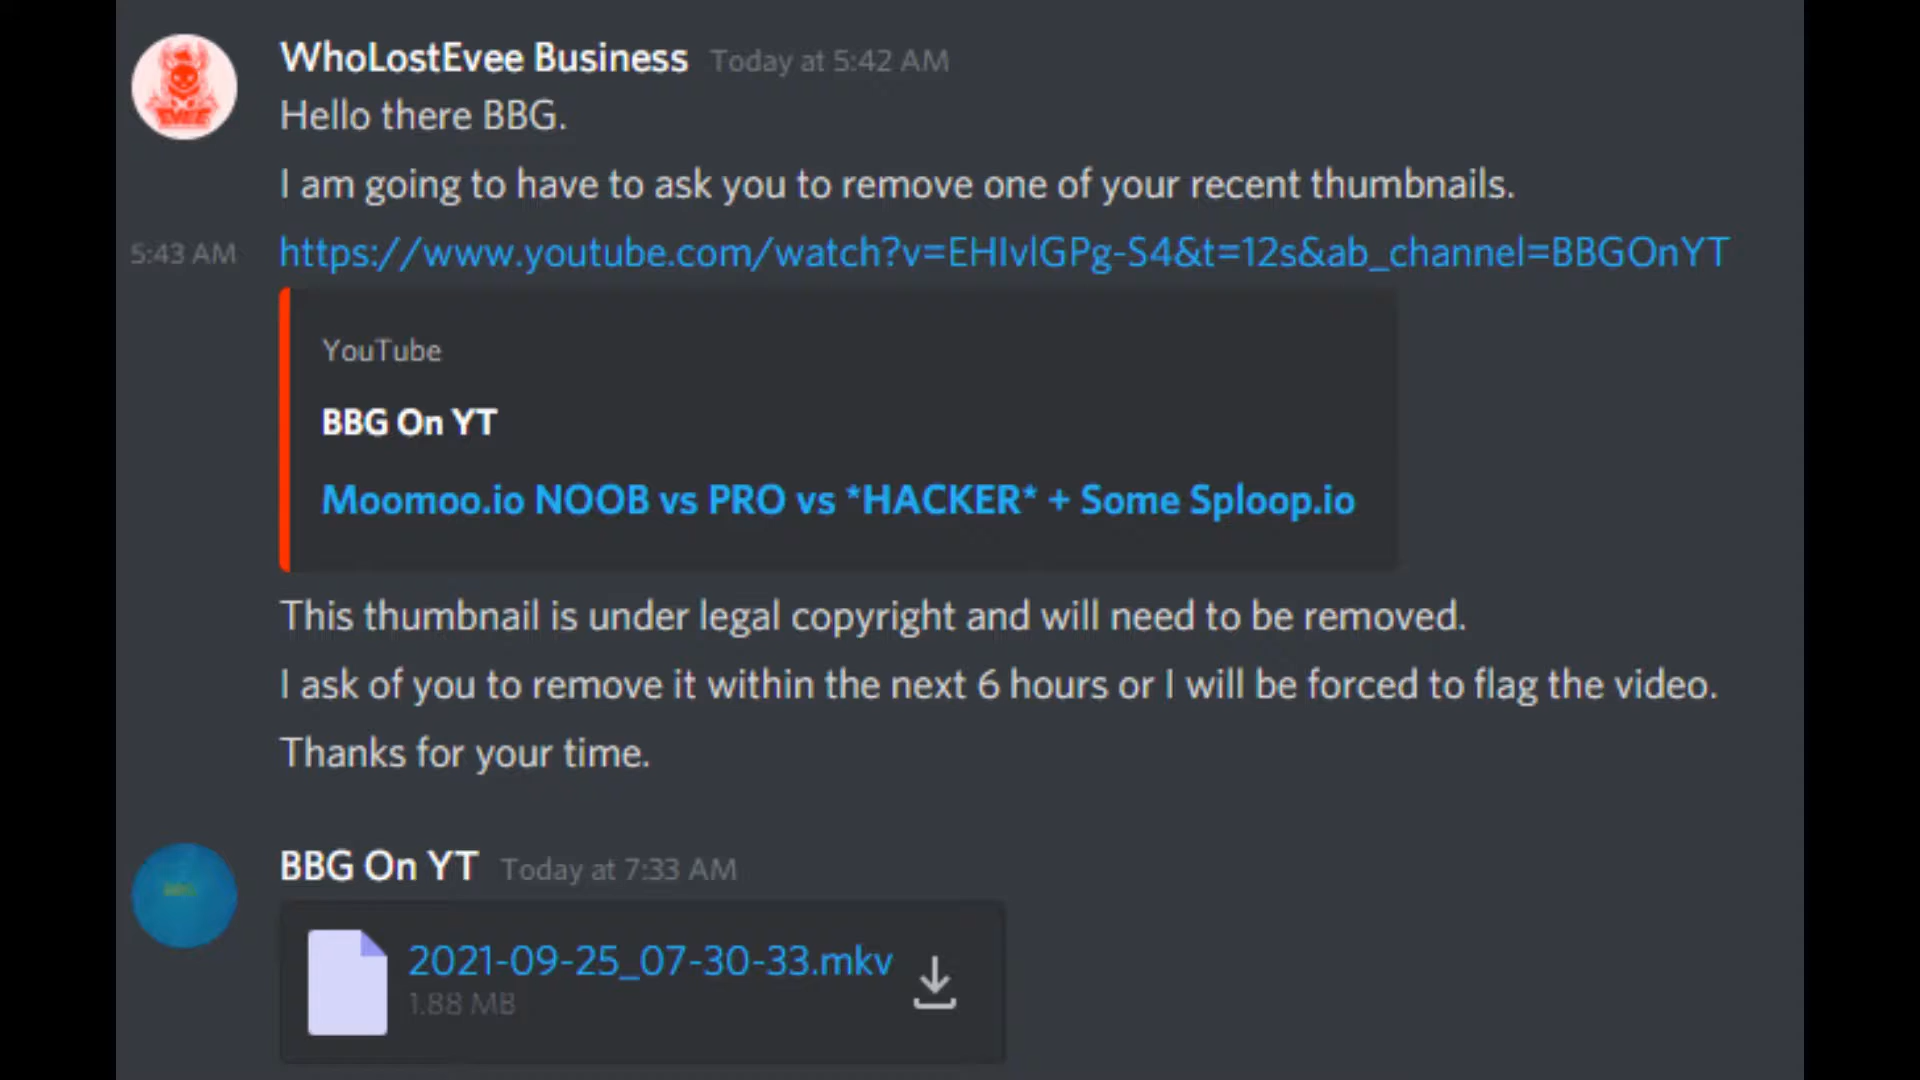 WhoLostEvee Business Today at 5:42 AM
Hello there BBG.
I am going to have to ask you to remove one of your recent thumbnails.
5:43 AM https://www.youtube.com/watch?v=EHIvlGPg-S4&t=12s&ab_channel=BBGOnYT
YouTube
BBG On YT
Moomoo.io NOOB vs PRO vs *HACKER* + Some Sploop.io
This thumbnail is under legal copyright and will need to be removed.
I ask of you to remove it within the next 6 hours or I will be forced to flag the video.
Thanks for your time.
BBG On YT Today at 7:33 AM
2021-09-25_07-30-33.mkv
1.88 MB